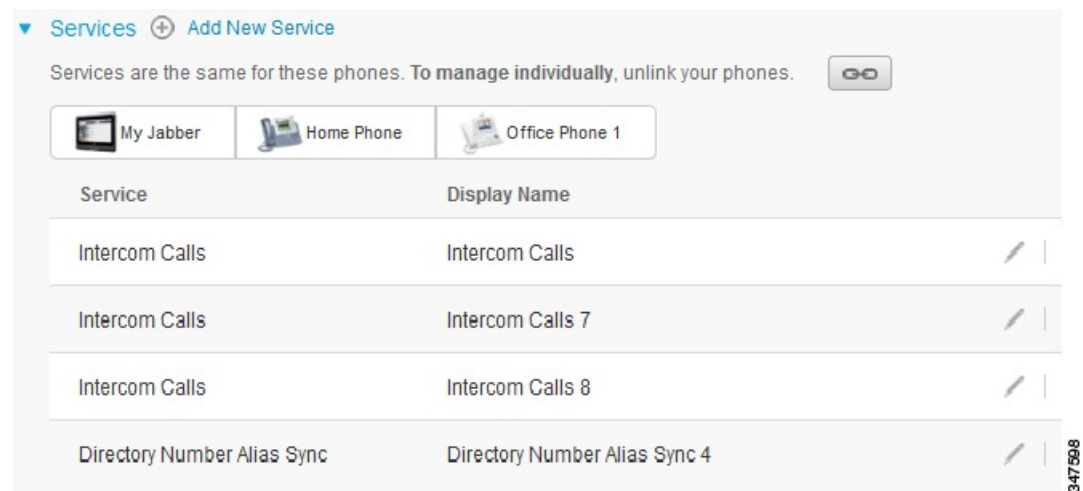 Services Add New Service
Services are the same for these phones. To manage individually, unlink your phones.
My Jabber Home Phone Office Phone 1
Service Display Name
Intercom Calls Intercom Calls
Intercom Calls Intercom Calls 7
Intercom Calls Intercom Calls 8
Directory Number Alias Sync Directory Number Alias Sync 4
347598